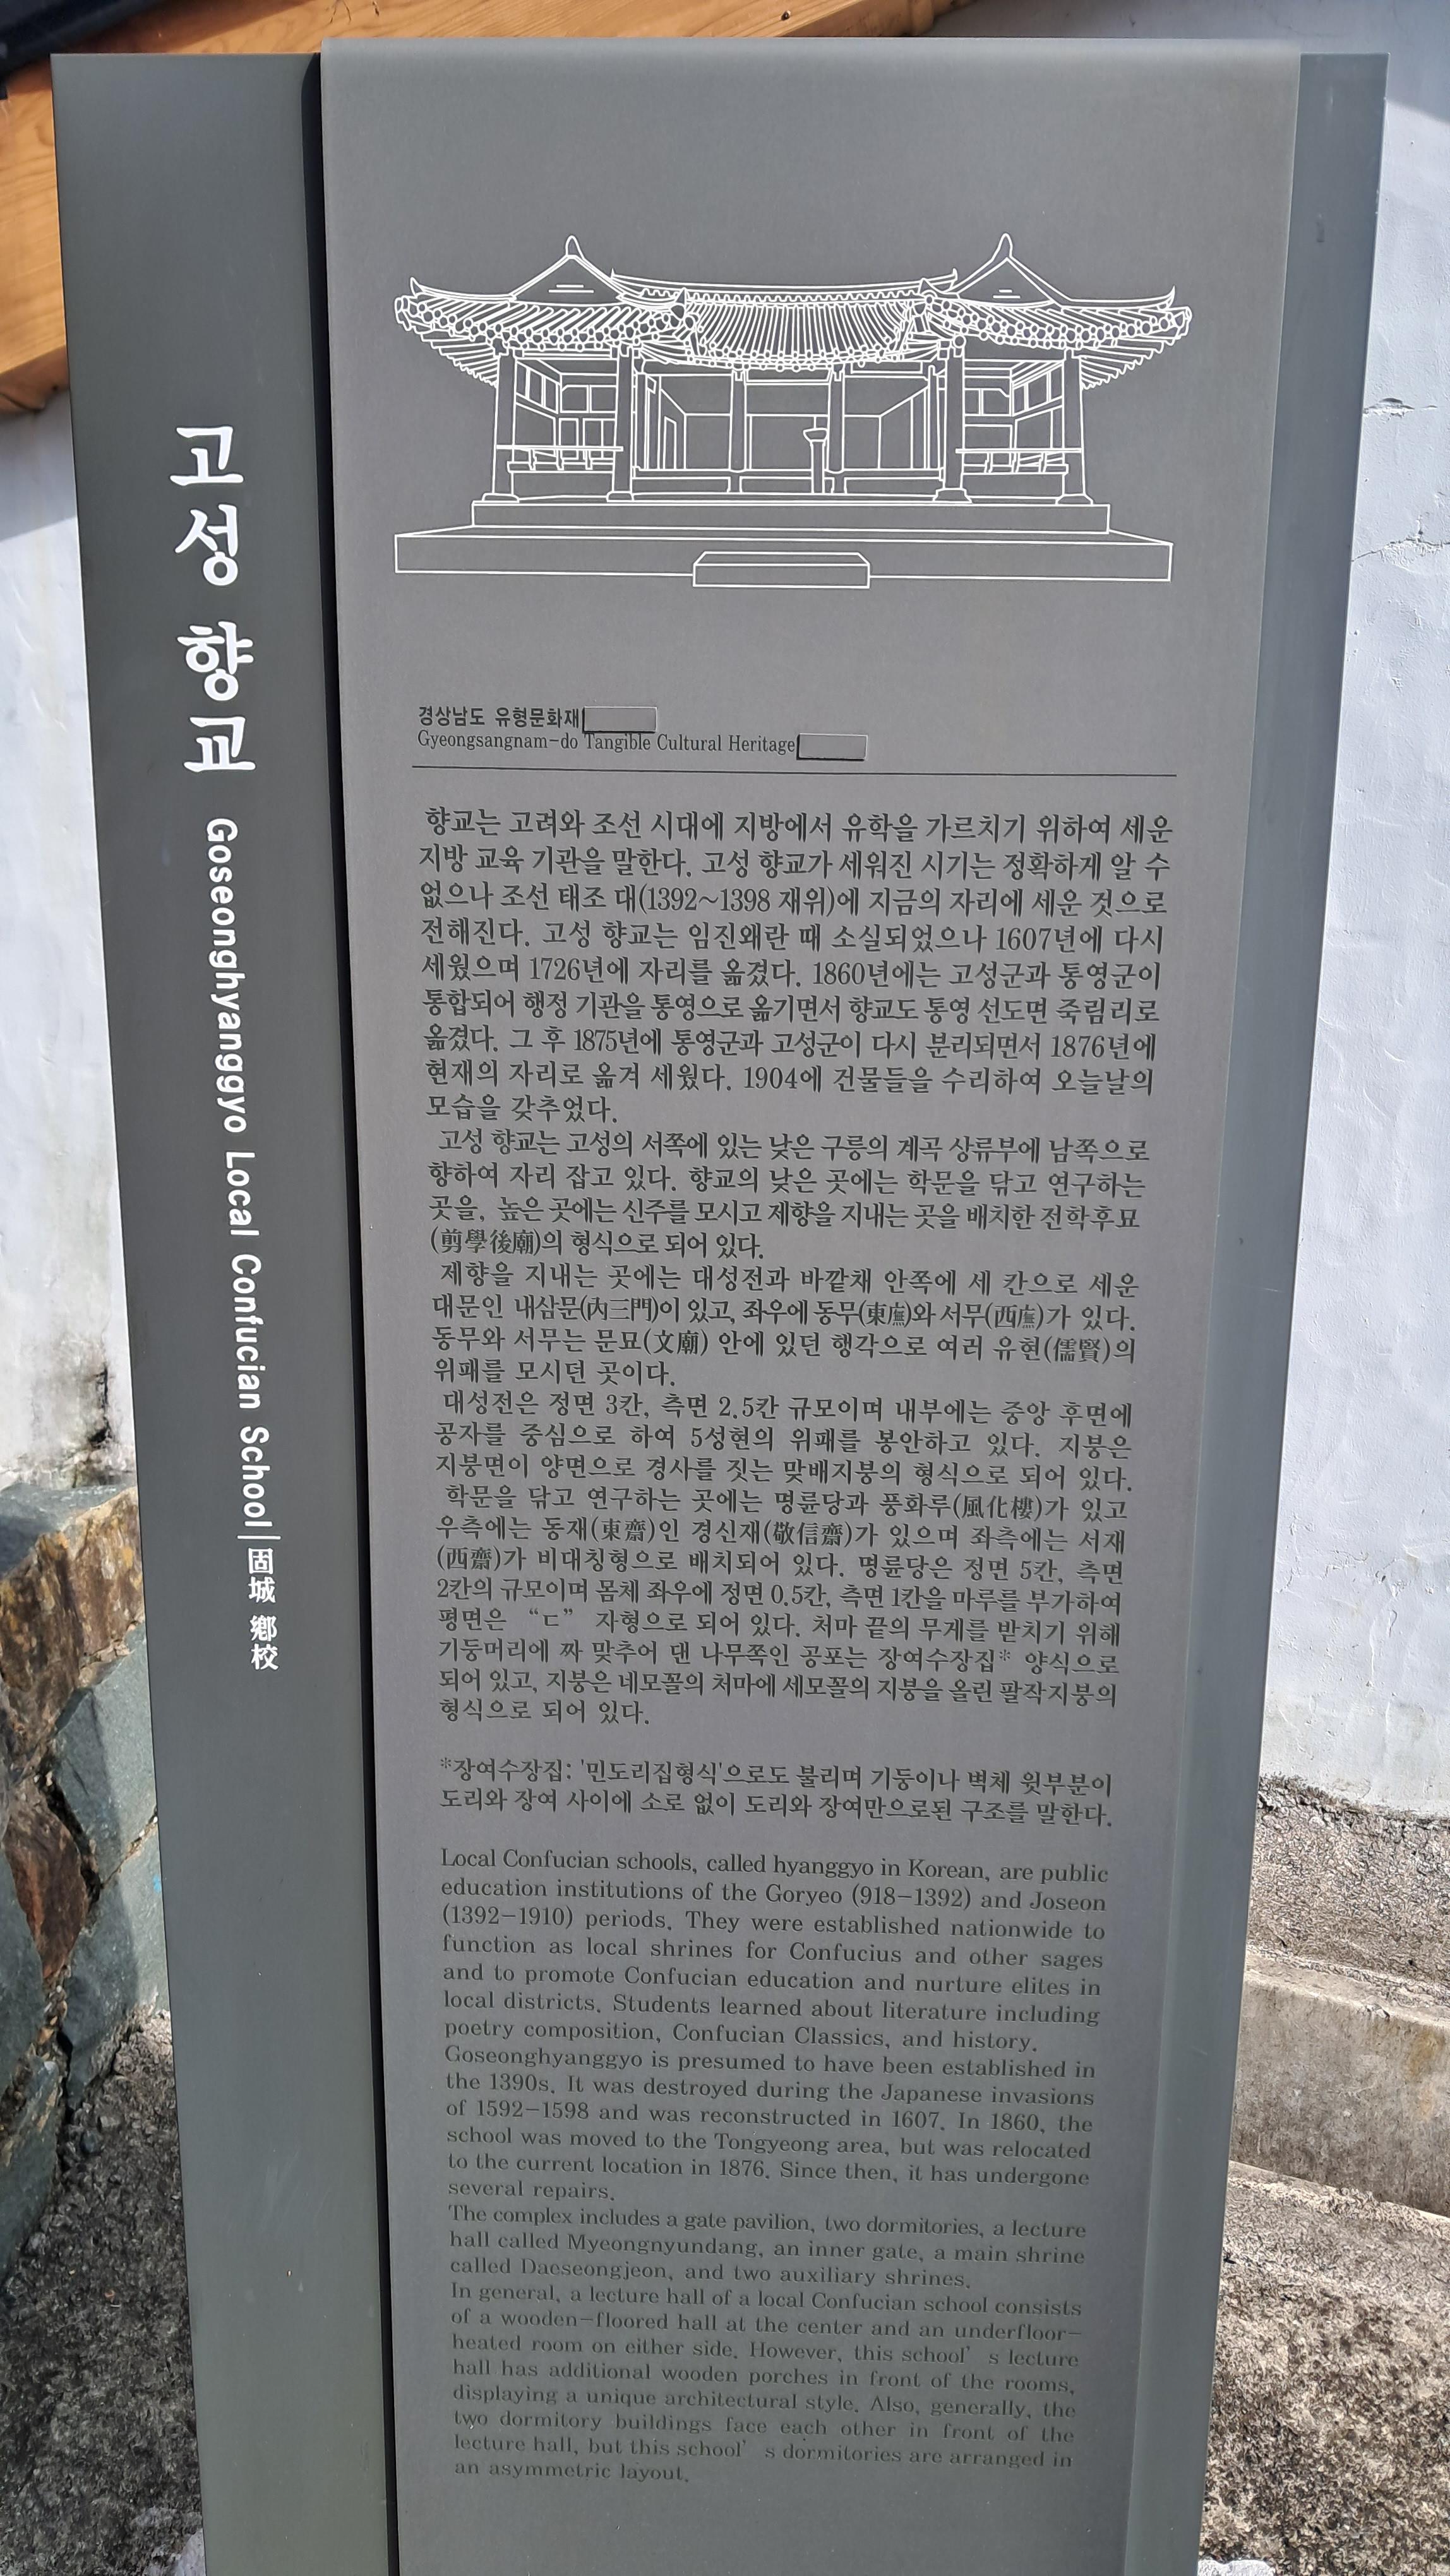 고성 향교 Goseonghyanggyo Local Confucian School | 固城 鄕校
경상남도 유형문화재
Gyeongsangnam-do Tangible Cultural Heritage
향교는 고려와 조선 시대에 지방에서 유학을 가르치기 위하여 세운
지방 교육 기관을 말한다. 고성 향교가 세워진 시기는 정확하게 알 수
없으나 조선 태조 대(1392~1398 재위)에 지금의 자리에 세운 것으로
전해진다. 고성 향교는 임진왜란 때 소실되었으나 1607년에 다시
세웠으며 1726년에 자리를 옮겼다. 1860년에는 고성군과 통영군이
통합되어 행정 기관을 통영으로 옮기면서 향교도 통영 선도면 죽림리로
옮겼다. 그 후 1875년에 통영군과 고성군이 다시 분리되면서 1876년에
현재의 자리로 옮겨 세웠다. 1904에 건물들을 수리하여 오늘날의
모습을 갖추었다.
고성 향교는 고성의 서쪽에 있는 낮은 구릉의 계곡 상류부에 남쪽으로
향하여 자리 잡고 있다. 향교의 낮은 곳에는 학문을 닦고 연구하는
곳을, 높은 곳에는 신주를 모시고 제향을 지내는 곳을 배치한 전학후묘
(剪學後廟)의 형식으로 되어 있다.
제향을 지내는 곳에는 대성전과 바깥채 안쪽에 세 칸으로 세운
대문인 내삼문(內三門)이 있고, 좌우에 동무(東廡)와 서무(西廡)가 있다.
동무와 서무는 문묘(文廟) 안에 있던 행각으로 여러 유현(儒賢)의
위패를 모시던 곳이다.
대성전은 정면 3칸, 측면 2.5칸 규모이며 내부에는 중앙 후면에
공자를 중심으로 하여 5성현의 위패를 봉안하고 있다. 지붕은
지붕면이 양면으로 경사를 짓는 맞배지붕의 형식으로 되어 있다.
학문을 닦고 연구하는 곳에는 명륜당과 풍화루(風化樓)가 있고
우측에는 동재(東齋)인 경신재(敬信齋)가 있으며 좌측에는 서재
(西齋)가 비대칭형으로 배치되어 있다. 명륜당은 정면 5칸, 측면
2칸의 규모이며 몸체 좌우에 정면 0.5칸, 측면 1칸을 마루를 부가하여
평면은 “ㄷ” 자형으로 되어 있다. 처마 끝의 무게를 받치기 위해
기둥머리에 짜 맞추어 댄 나무쪽인 공포는 장여수장집* 양식으로
되어 있고, 지붕은 네모꼴의 처마에 세모꼴의 지붕을 올린 팔작지붕의
형식으로 되어 있다.
*장여수장집: '민도리집형식'으로도 불리며 기둥이나 벽체 윗부분이
도리와 장여 사이에 소로 없이 도리와 장여만으로된 구조를 말한다.
Local Confucian schools, called hyanggyo in Korean, are public
education institutions of the Goryeo (918-1392) and Joseon
(1392-1910) periods. They were established nationwide to
function as local shrines for Confucius and other sages
and to promote Confucian education and nurture elites in
local districts. Students learned about literature including
poetry composition, Confucian Classics, and history.
Goseonghyanggyo is presumed to have been established in
the 1390s. It was destroyed during the Japanese invasions
of 1592-1598 and was reconstructed in 1607. In 1860, the
school was moved to the Tongyeong area, but was relocated
to the current location in 1876. Since then, it has undergone
several repairs.
The complex includes a gate pavilion, two dormitories, a lecture
hall called Myeongnyundang, an inner gate, a main shrine
called Daeseongjeon, and two auxiliary shrines.
In general, a lecture hall of a local Confucian school consists
of a wooden-floored hall at the center and an underfloor-
heated room on either side. However, this school’ s lecture
hall has additional wooden porches in front of the rooms,
displaying a unique architectural style. Also, generally, the
two dormitory buildings face each other in front of the
lecture hall, but this school’ s dormitories are arranged in
an asymmetric layout.